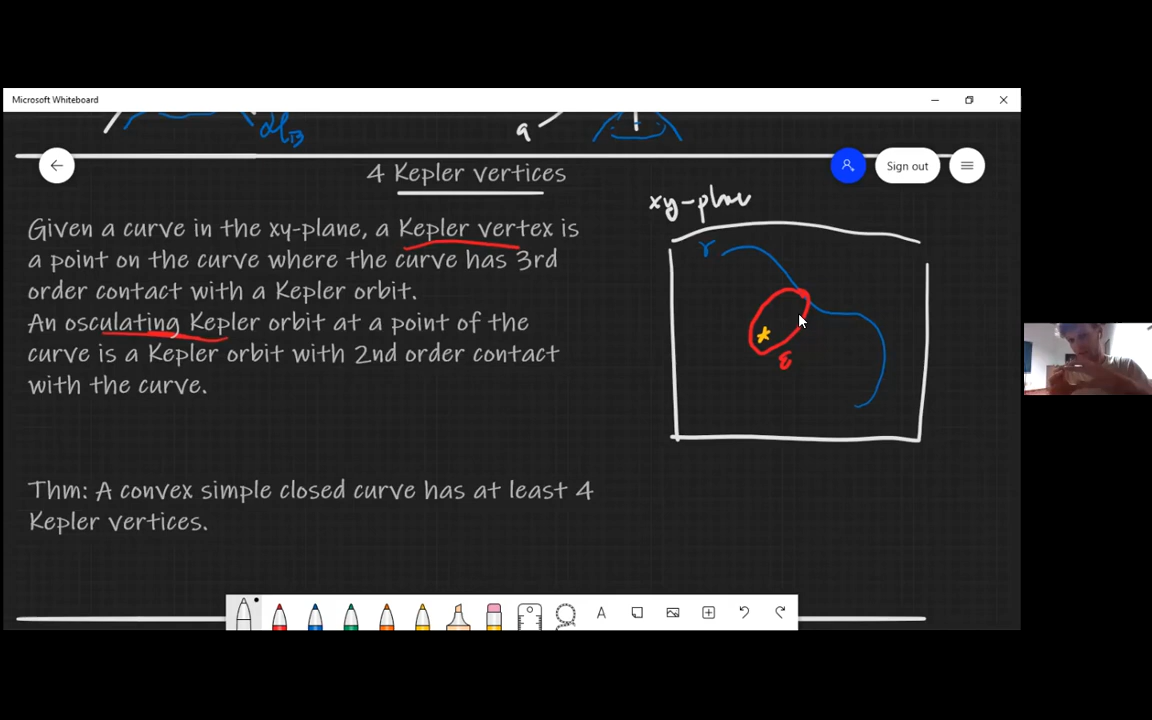 Microsoft Whiteboard
q
4 Kepler vertices
Sign out
xy-plane
Given a curve in the xy-plane, a Kepler vertex is
a point on the curve where the curve has 3rd
order contact with a Kepler orbit.
An osculating Kepler orbit at a point of the
curve is a Kepler orbit with 2nd order contact
with the curve.
Thm: A convex simple closed curve has at least 4
Kepler vertices.
A